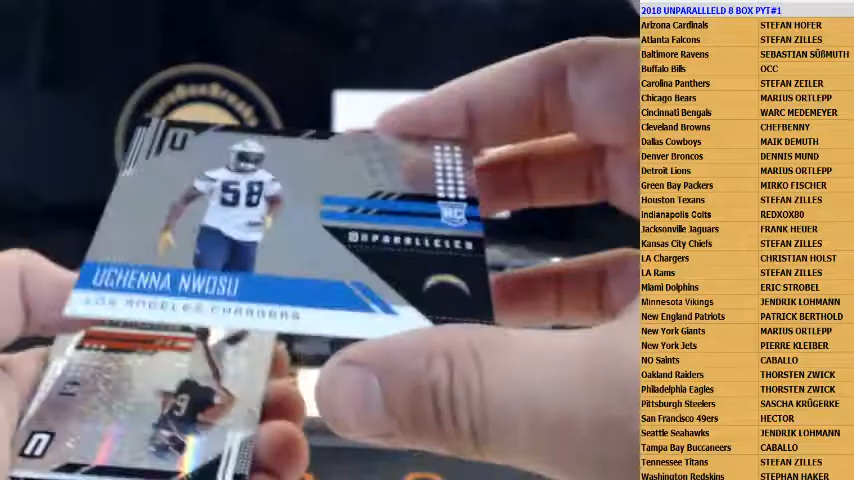 2018 UNPARALLLELD 8 BOX PYT#1
Arizona Cardinals STEFAN HOFER
Atlanta Falcons STEFAN ZILLES
Baltimore Ravens SEBASTIAN SÜßMUTH
Buffalo Bills OCC
Carolina Panthers STEFAN ZEILER
Chicago Bears MARIUS ORTLEPP
Cincinnati Bengals WARC MEDEMEYER
Cleveland Browns CHEFBENNY
Dallas Cowboys MAIK DEMUTH
Denver Broncos DENNIS MUND
Detroit Lions MARIUS ORTLEPP
Green Bay Packers MIRKO FISCHER
Houston Texans STEFAN ZILLES
Indianapolis Colts REDXOX80
Jacksonville Jaguars FRANK HEUER
Kansas City Chiefs STEFAN ZILLES
LA Chargers CHRISTIAN HOLST
LA Rams STEFAN ZILLES
Miami Dolphins ERIC STROBEL
Minnesota Vikings JENDRIK LOHMANN
New England Patriots PATRICK BERTHOLD
New York Giants MARIUS ORTLEPP
New York Jets PIERRE KLEIBER
NO Saints CABALLO
Oakland Raiders THORSTEN ZWICK
Philadelphia Eagles THORSTEN ZWICK
Pittsburgh Steelers SASCHA KRÜGERKE
San Francisco 49ers HECTOR
Seattle Seahawks JENDRIK LOHMANN
Tampa Bay Buccaneers CABALLO
Tennessee Titans STEFAN ZILLES
Washington Redskins STEPHAN HAKER
58
RC
UNPARALLELED
UCHENNA NWOSU
LOS ANGELES CHARGERS